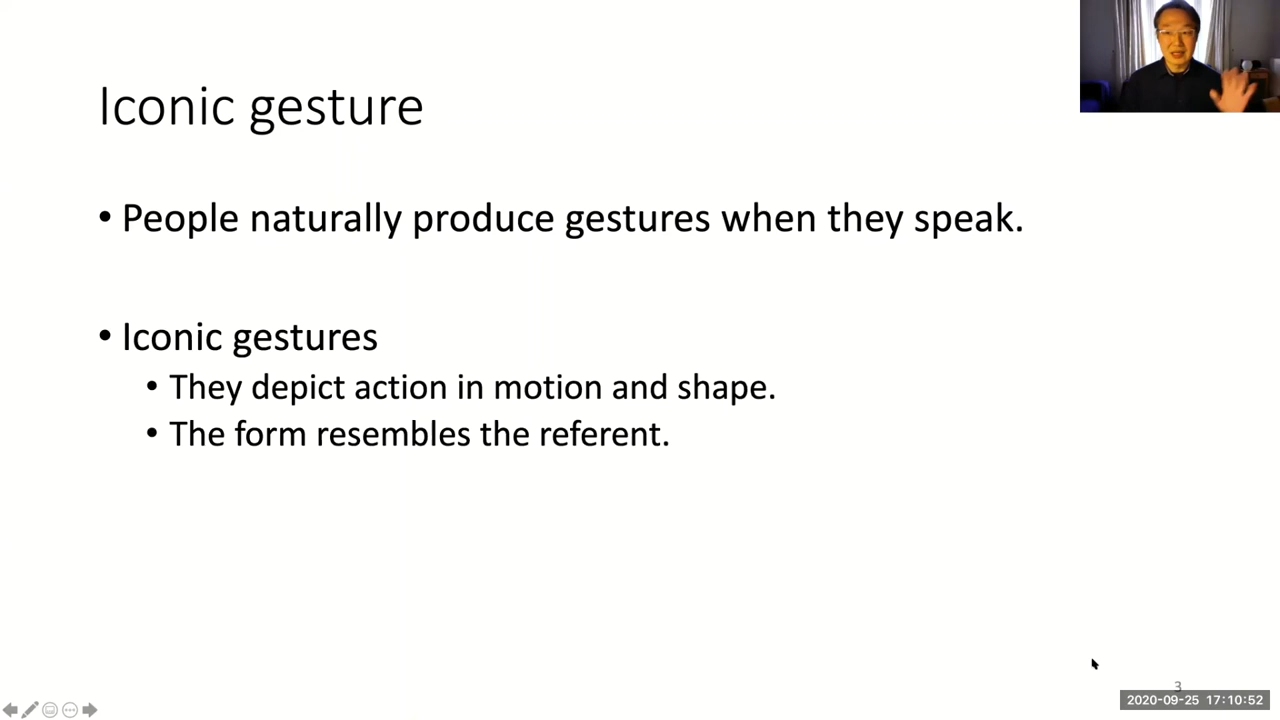 Iconic gesture
• People naturally produce gestures when they speak.
• Iconic gestures
• They depict action in motion and shape.
• The form resembles the referent.
3
2020-09-25 17:10:52